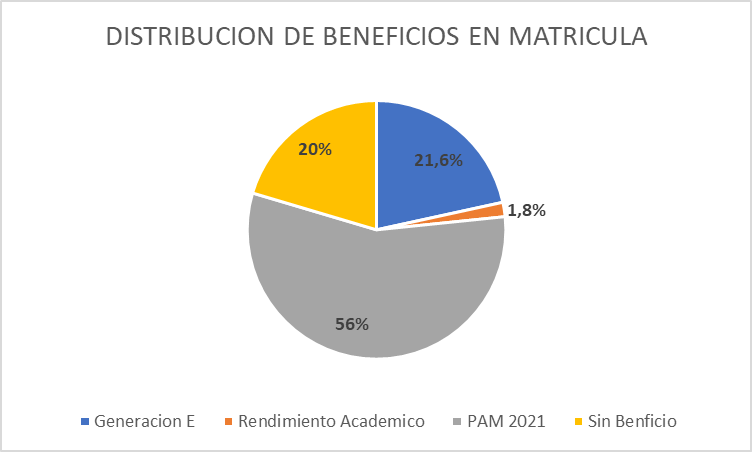 DISTRIBUCION DE BENEFICIOS EN MATRICULA
20%
21,6%
1,8%
56%
Generacion E Rendimiento Academico PAM 2021 Sin Benficio